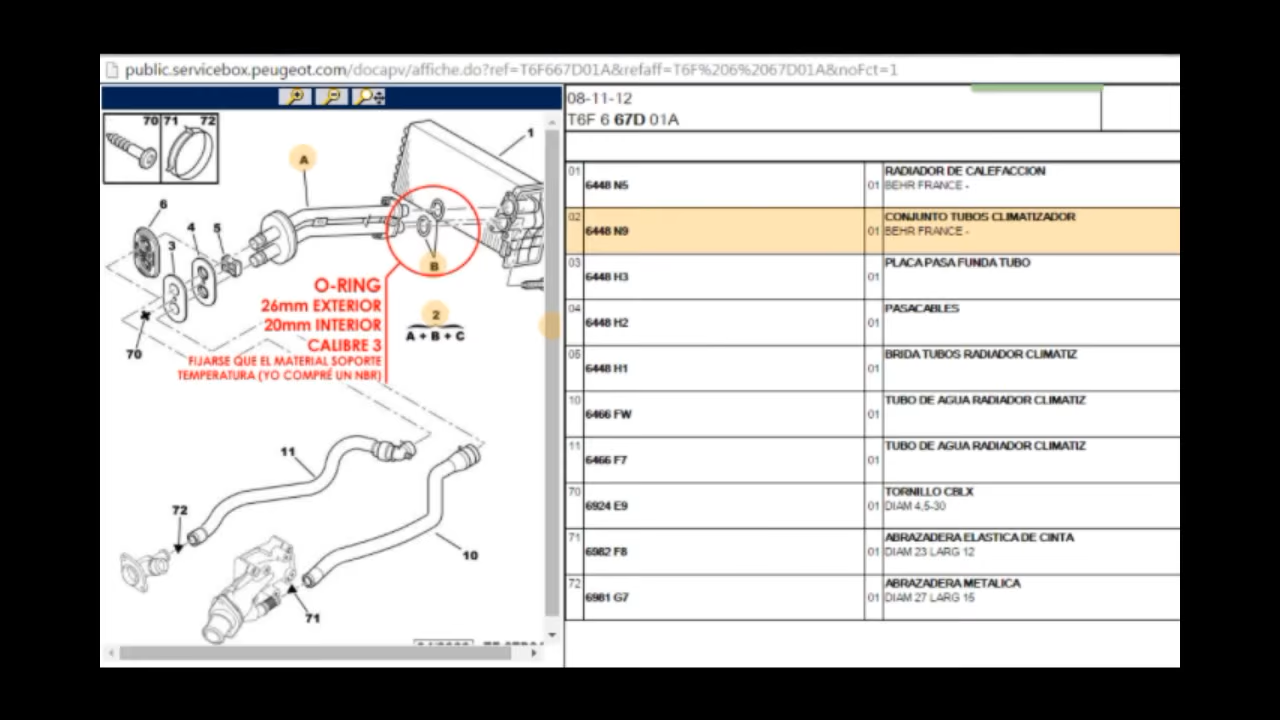 public.servicebox.peugeot.com/docapv/affiche.do?ref=T6F667D01A&refaff=T6F%206%2067D01A&noFct=1
08-11-12
T6F 6 67D 01A
70 71 72
1
A
6
4 5
3
B
O-RING
26mm EXTERIOR
20mm INTERIOR
CALIBRE 3
FIJARSE QUE EL MATERIAL SOPORTE
TEMPERATURA (YO COMPRÉ UN NBR)
2
A + B + C
70
11
72
10
71
01 6448 N5 01 RADIADOR DE CALEFACCION
BEHR FRANCE -
02 6448 N9 01 CONJUNTO TUBOS CLIMATIZADOR
BEHR FRANCE -
03 6448 H3 01 PLACA PASA FUNDA TUBO
04 6448 H2 01 PASACABLES
05 6448 H1 01 BRIDA TUBOS RADIADOR CLIMATIZ
10 6466 FW 01 TUBO DE AGUA RADIADOR CLIMATIZ
11 6466 F7 01 TUBO DE AGUA RADIADOR CLIMATIZ
70 6924 E9 01 TORNILLO CBLX
DIAM 4,5-30
71 6982 F8 01 ABRAZADERA ELASTICA DE CINTA
DIAM 23 LARG 12
72 6981 G7 01 ABRAZADERA METALICA
DIAM 27 LARG 15